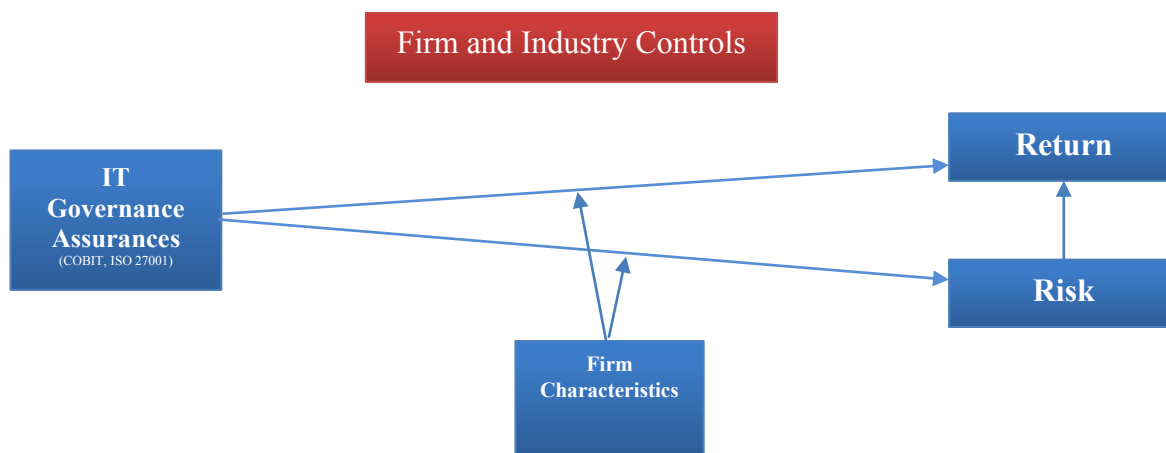 Firm and Industry Controls
Return
IT
Governance
Assurances
(COBIT, ISO 27001)
Risk
Firm
Characteristics